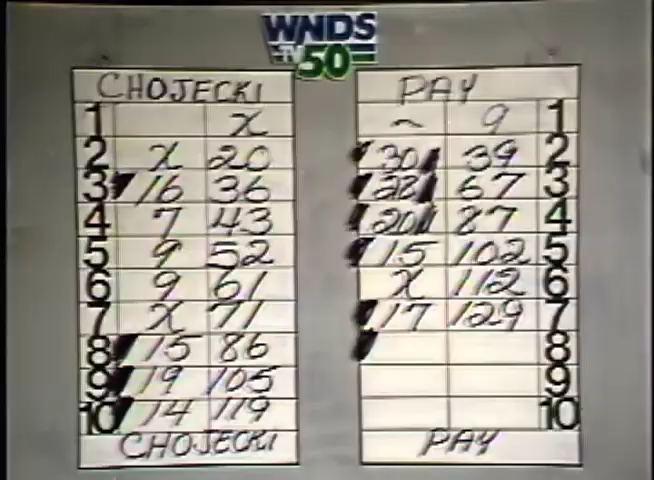 WNDS
TV 50
CHOJECKI
1 X
2 X 20
3 16 36
4 7 43
5 9 52
6 9 61
7 X 71
8 15 86
9 19 105
10 14 119
CHOJECKI
PAY
~ 9 1
30 39 2
28 67 3
20 87 4
15 102 5
X 112 6
17 129 7
8
9
10
PAY